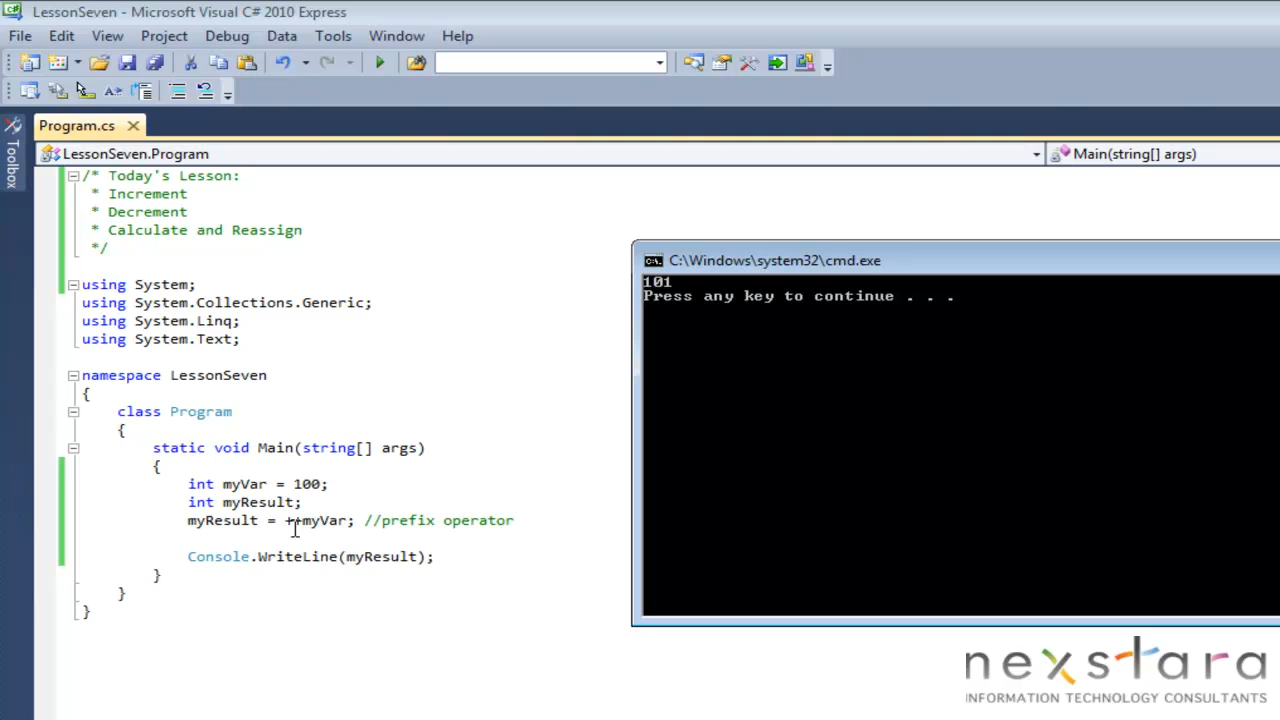 LessonSeven - Microsoft Visual C# 2010 Express
File Edit View Project Debug Data Tools Window Help
Program.cs
Toolbox
LessonSeven.Program
Main(string[] args)
/* Today's Lesson:
* Increment
* Decrement
* Calculate and Reassign
*/
using System;
using System.Collections.Generic;
using System.Linq;
using System.Text;
namespace LessonSeven
{
class Program
{
static void Main(string[] args)
{
int myVar = 100;
int myResult;
myResult = ++myVar; //prefix operator
Console.WriteLine(myResult);
}
}
}
C:\Windows\system32\cmd.exe
101
Press any key to continue . . .
nexstara
INFORMATION TECHNOLOGY CONSULTANTS